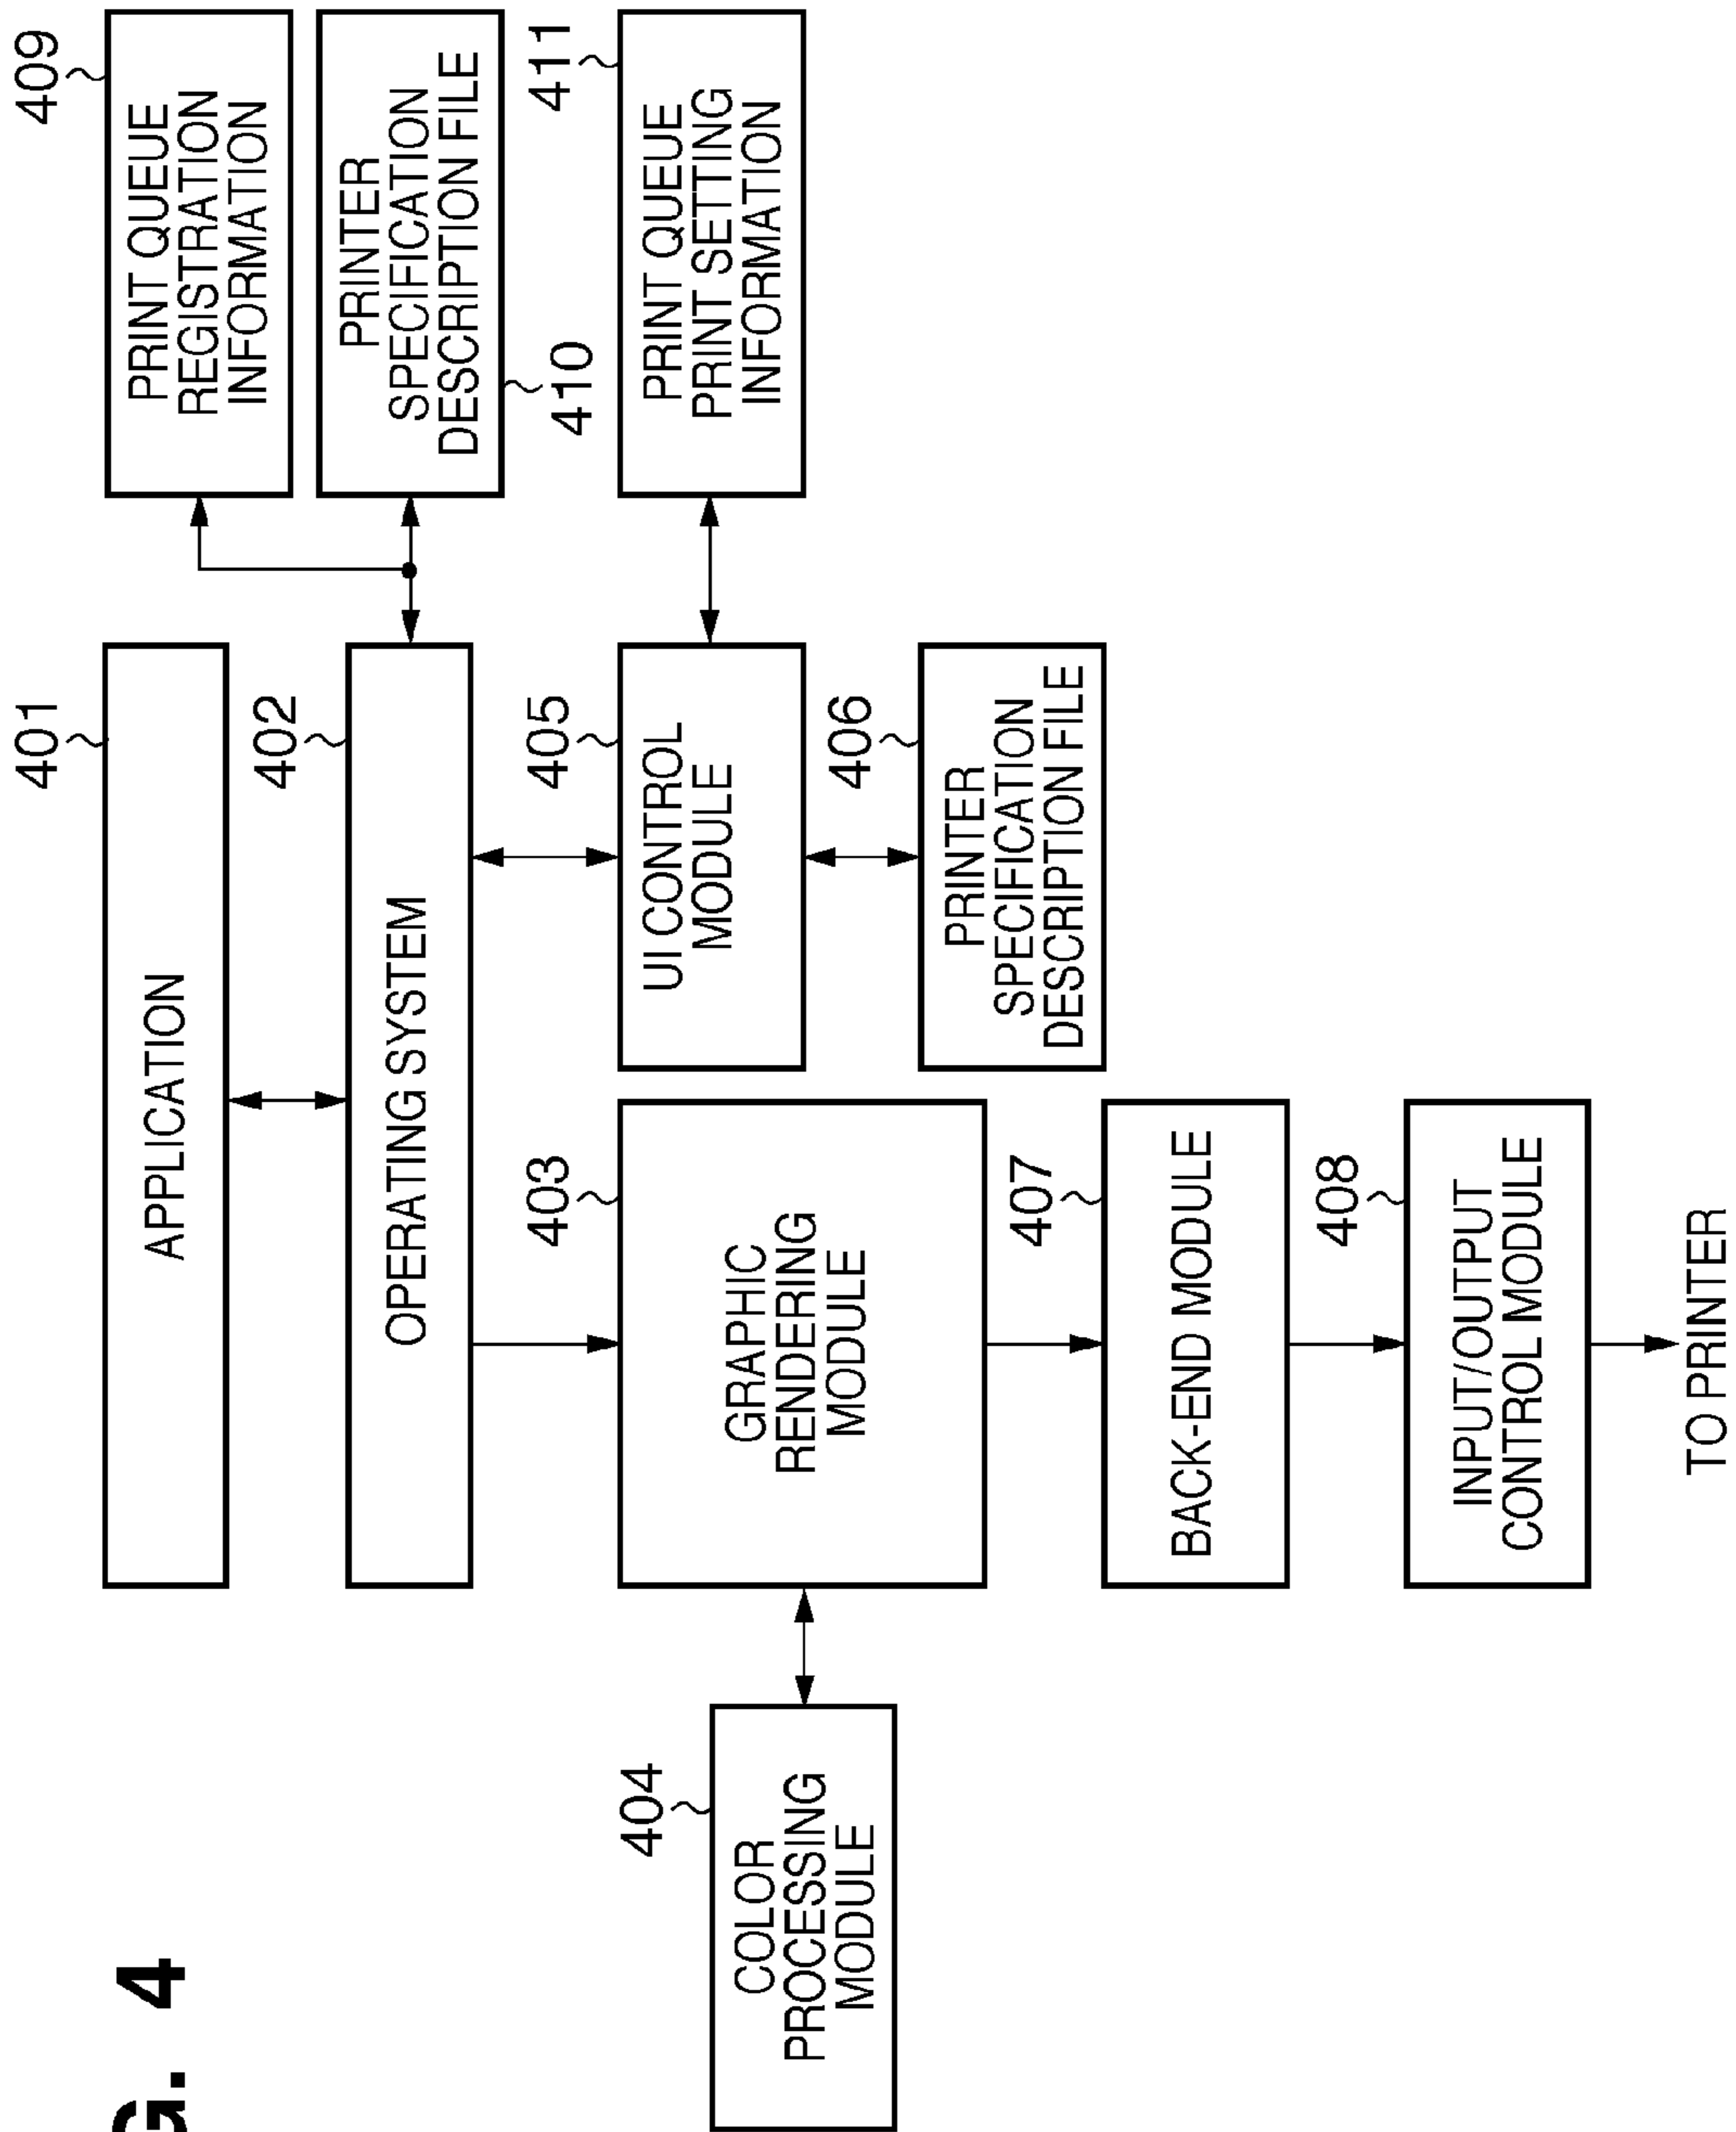 G. 4
401
APPLICATION
409
PRINT QUEUE
REGISTRATION
INFORMATION
402
OPERATING SYSTEM
PRINTER
SPECIFICATION
DESCRIPTION FILE
410
403
GRAPHIC
RENDERING
MODULE
405
UI CONTROL
MODULE
411
PRINT QUEUE
PRINT SETTING
INFORMATION
404
COLOR
PROCESSING
MODULE
406
PRINTER
SPECIFICATION
DESCRIPTION FILE
407
BACK-END MODULE
408
INPUT/OUTPUT
CONTROL MODULE
TO PRINTER